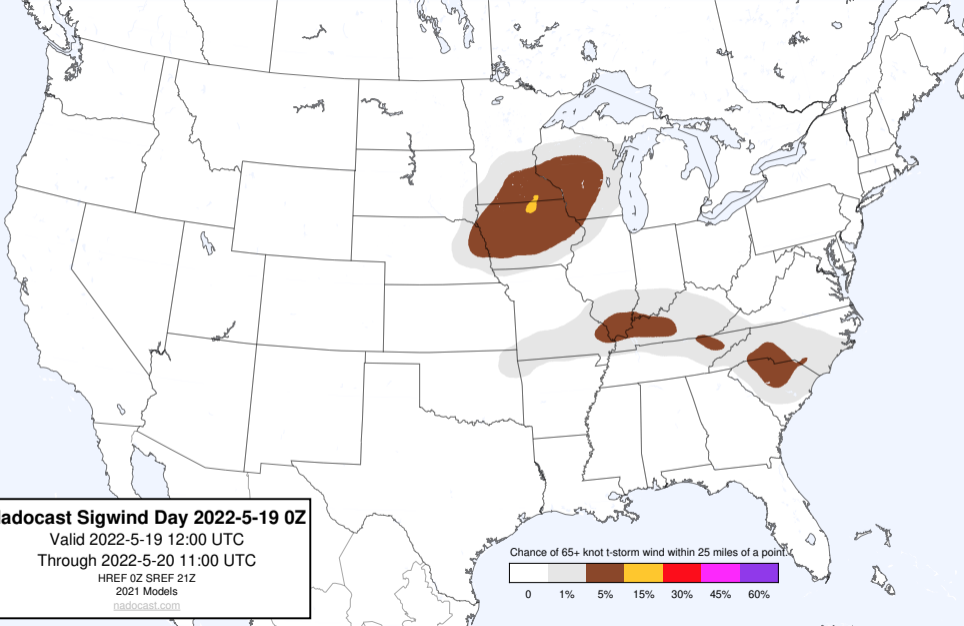 adocast Sigwind Day 2022-5-19 0Z
Valid 2022-5-19 12:00 UTC
Through 2022-5-20 11:00 UTC
HREF 0Z SREF 21Z
2021 Models
nadocast.com
Chance of 65+ knot t-storm wind within 25 miles of a point.
0 1% 5% 15% 30% 45% 60%